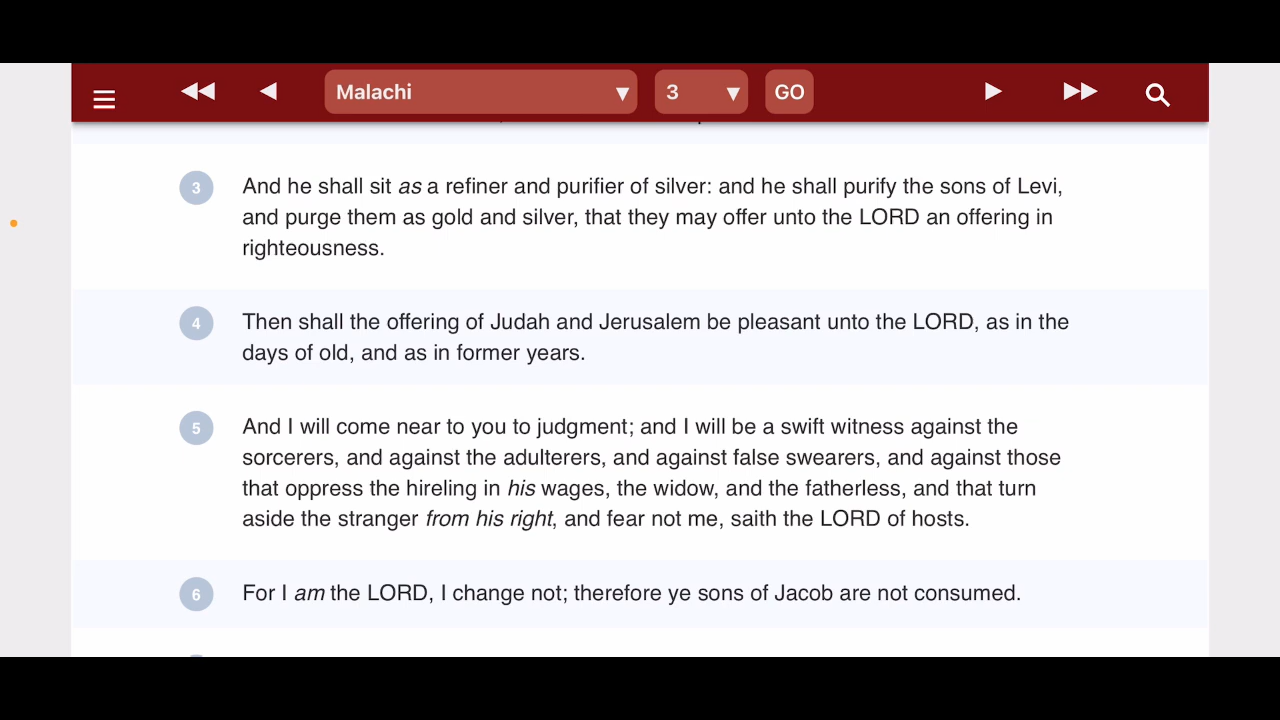 Malachi
3
GO
3
And he shall sit as a refiner and purifier of silver: and he shall purify the sons of Levi,
and purge them as gold and silver, that they may offer unto the LORD an offering in
righteousness.
4
Then shall the offering of Judah and Jerusalem be pleasant unto the LORD, as in the
days of old, and as in former years.
5
And I will come near to you to judgment; and I will be a swift witness against the
sorcerers, and against the adulterers, and against false swearers, and against those
that oppress the hireling in his wages, the widow, and the fatherless, and that turn
aside the stranger from his right, and fear not me, saith the LORD of hosts.
6
For I am the LORD, I change not; therefore ye sons of Jacob are not consumed.